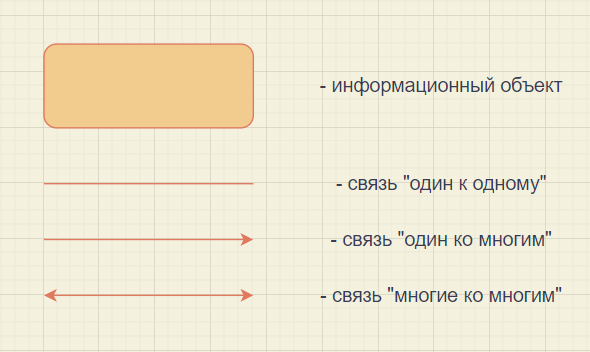 - информационный объект
- связь "один к одному"
- связь "один ко многим"
- связь "многие ко многим"